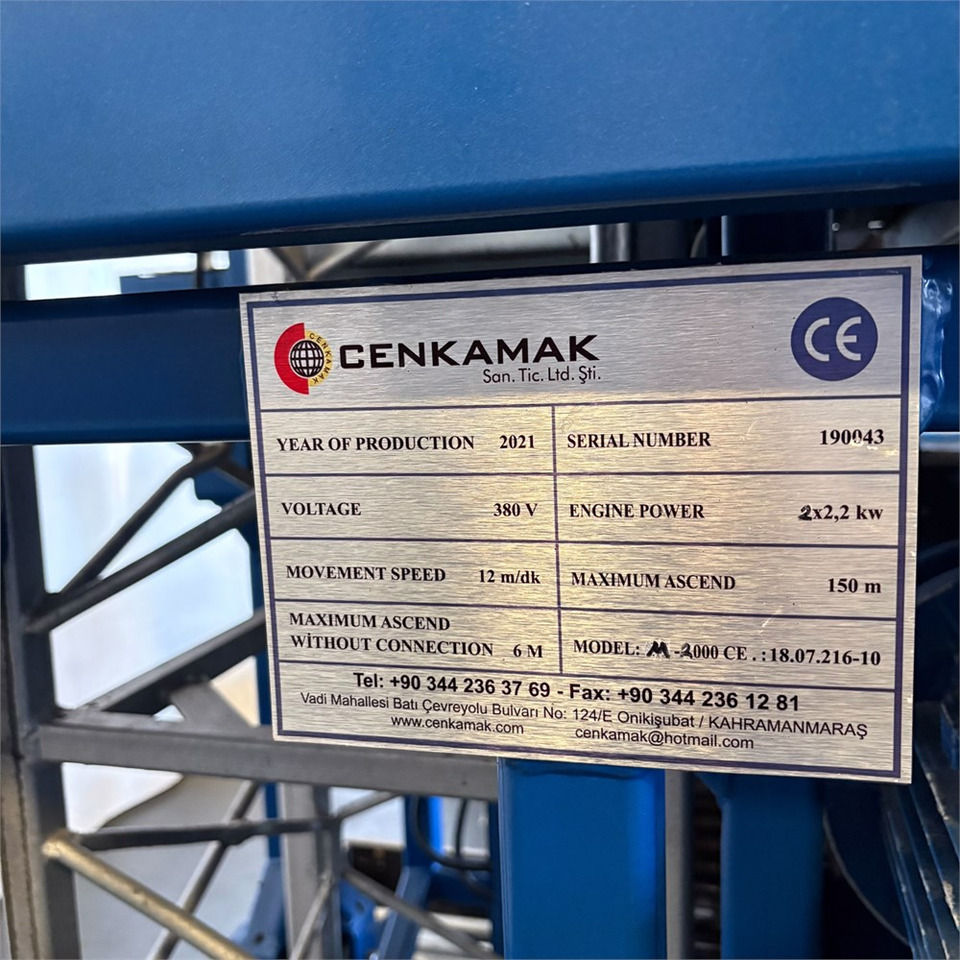 CENKAMAK
CENKAMAK
San. Tic. Ltd. Şti.
CE
YEAR OF PRODUCTION 2021
SERIAL NUMBER 190043
VOLTAGE 380 V
ENGINE POWER 2x2,2 kw
MOVEMENT SPEED 12 m/dk
MAXIMUM ASCEND 150 m
MAXIMUM ASCEND
WİTHOUT CONNECTION 6 M
MODEL: M-2000 CE . :18.07.216-10
Tel: +90 344 236 37 69 - Fax: +90 344 236 12 81
Vadi Mahallesi Batı Çevreyolu Bulvarı No: 124/E Onikişubat / KAHRAMANMARAŞ
www.cenkamak.com cenkamak@hotmail.com